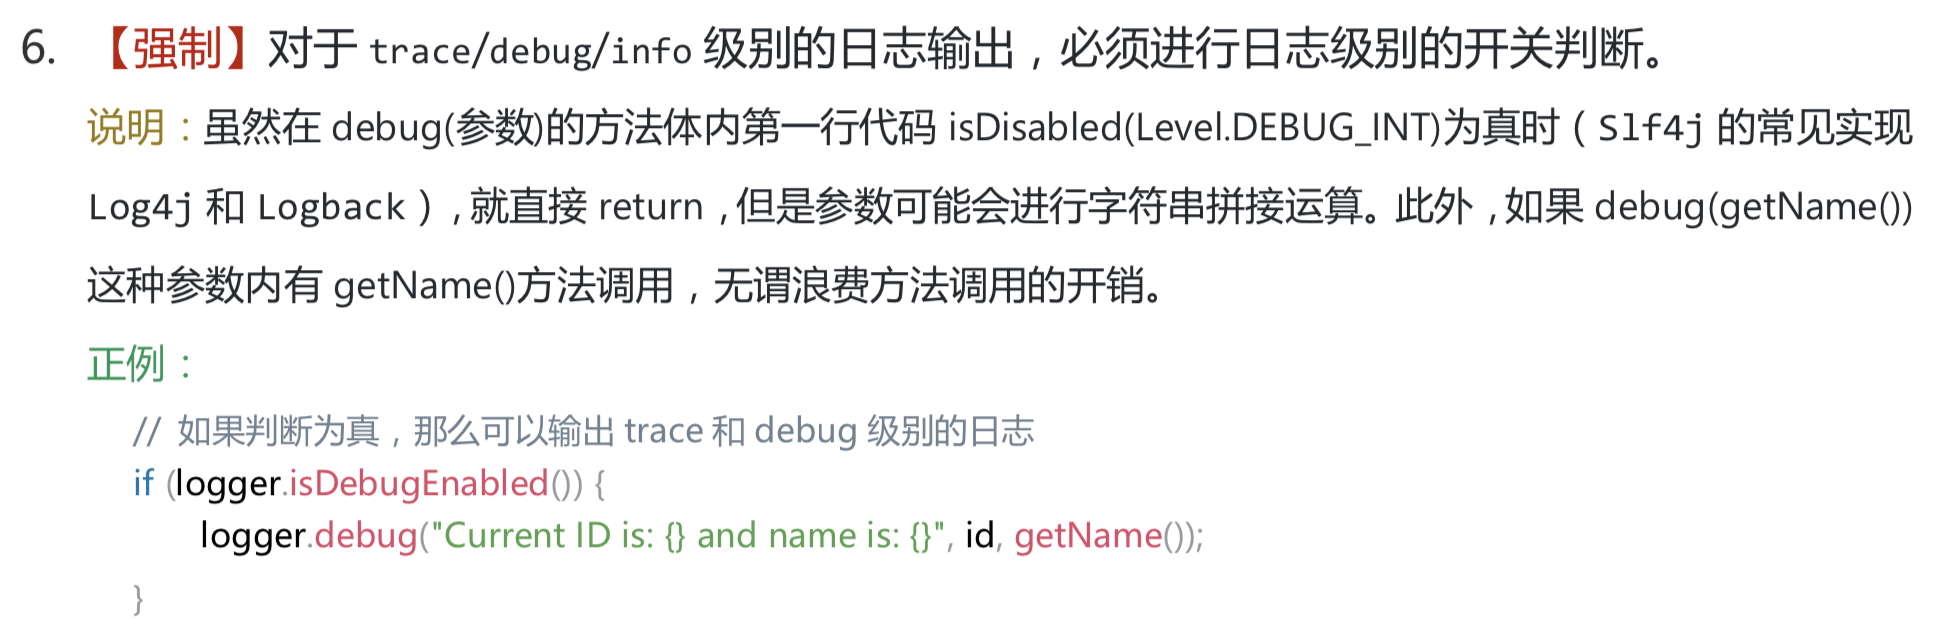 6. 【强制】对于 trace/debug/info 级别的日志输出，必须进行日志级别的开关判断。
说明：虽然在 debug(参数)的方法体内第一行代码 isDisabled(Level.DEBUG_INT)为真时（Slf4j 的常见实现
Log4j 和 Logback），就直接 return，但是参数可能会进行字符串拼接运算。此外，如果 debug(getName())
这种参数内有 getName()方法调用，无谓浪费方法调用的开销。
正例：
// 如果判断为真，那么可以输出 trace 和 debug 级别的日志
if (logger.isDebugEnabled()) {
logger.debug("Current ID is: {} and name is: {}", id, getName());
}